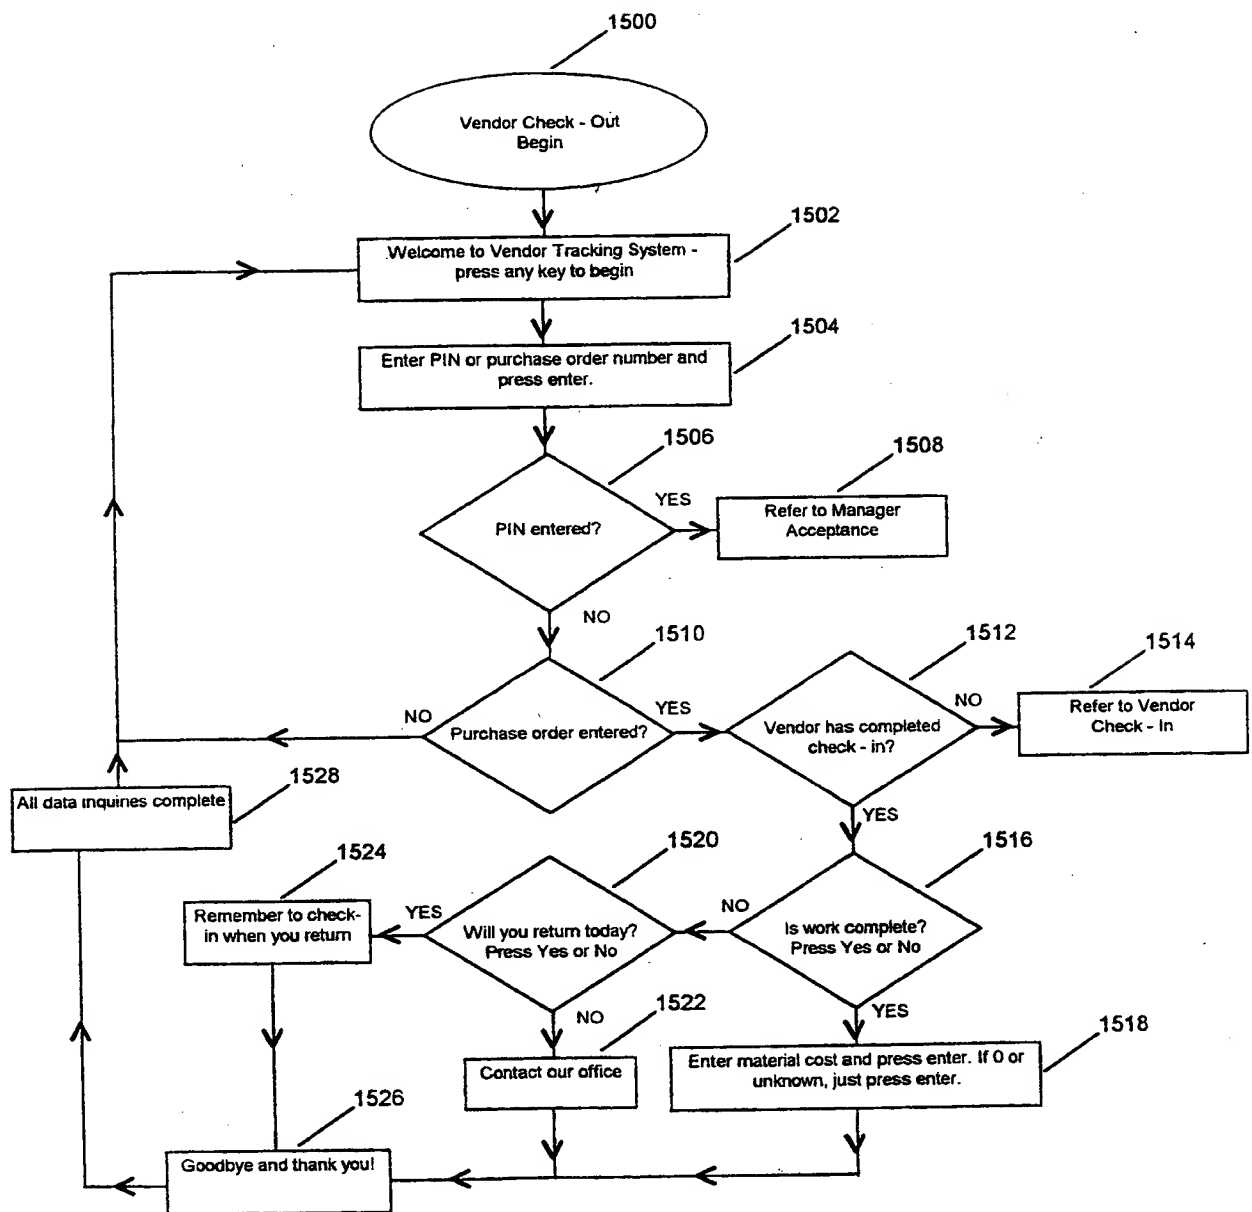 1500
Vendor Check - Out
Begin
1502
Welcome to Vendor Tracking System -
press any key to begin
1504
Enter PIN or purchase order number and
press enter.
1506
1508
YES
PIN entered?
Refer to Manager
Acceptance
NO
1510
1512
1514
NO
YES
NO
Purchase order entered?
Vendor has completed
check - in?
Refer to Vendor
Check - In
1528
All data inquiries complete
YES
1524
1520
1516
YES
NO
Remember to check-
in when you return
Will you return today?
Press Yes or No
Is work complete?
Press Yes or No
1522
NO
YES
1518
Contact our office
Enter material cost and press enter. If 0 or
unknown, just press enter.
1526
Goodbye and thank you!